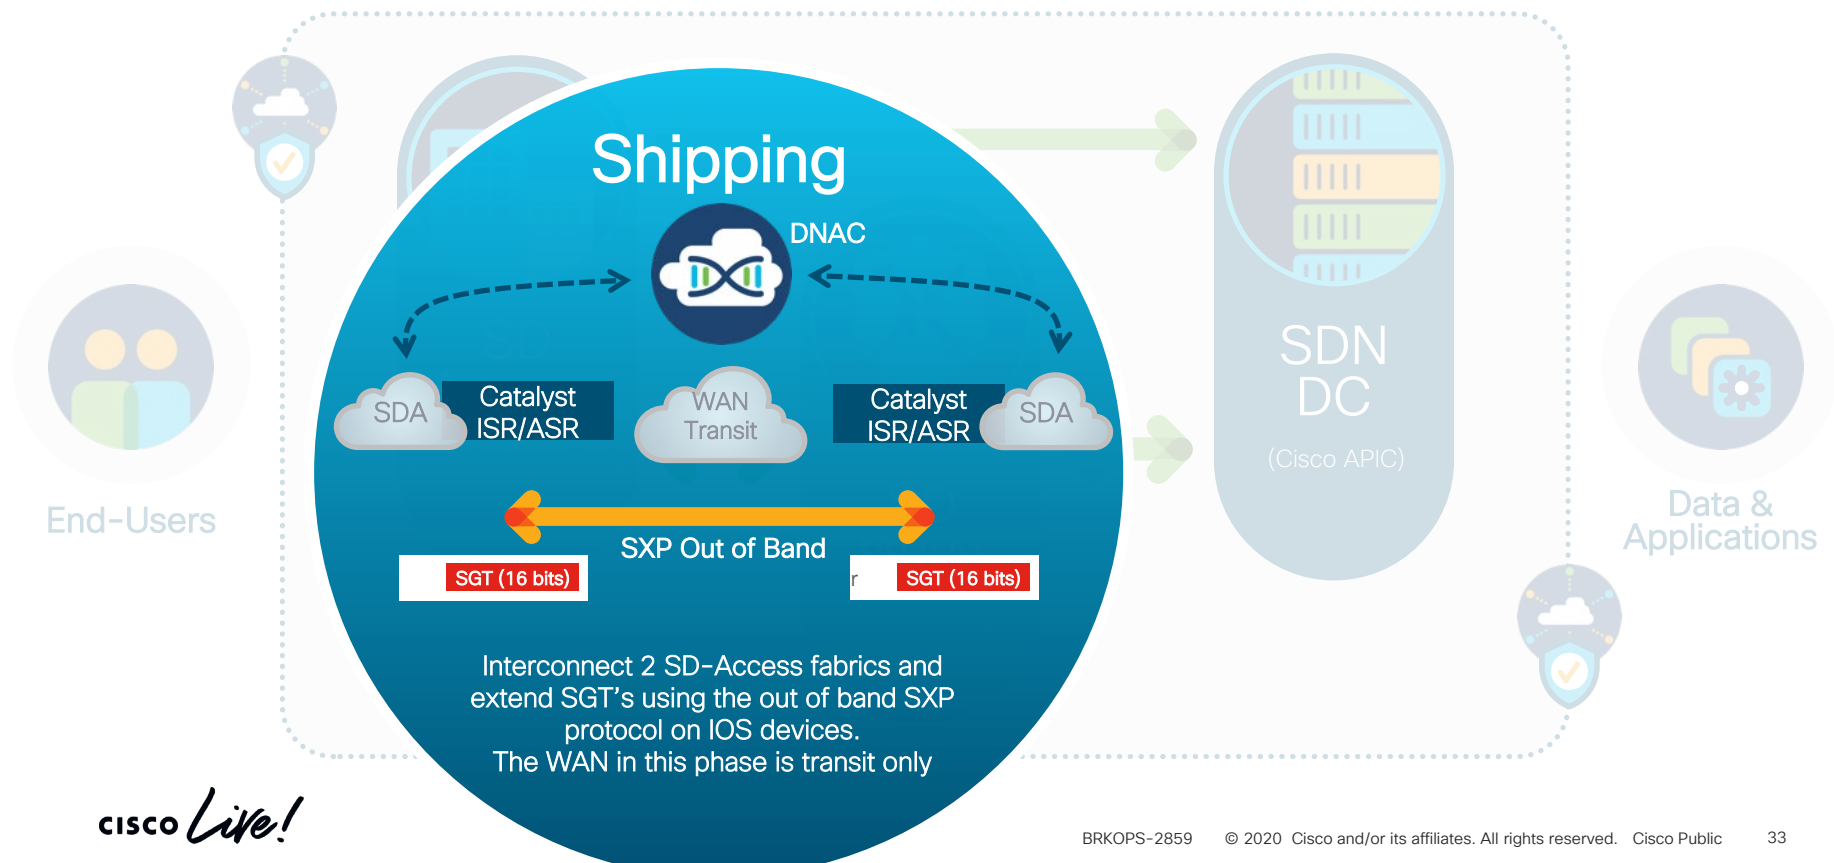 Shipping
DNAC
SD
SDA
Catalyst
ISR/ASR
WAN
Transit
Catalyst
ISR/ASR
SDA
SXP Out of Band
SGT (16 bits)
r
SGT (16 bits)
Interconnect 2 SD-Access fabrics and
extend SGT's using the out of band SXP
protocol on IOS devices.
The WAN in this phase is transit only
End-Users
SDN
DC
(Cisco APIC)
Data &
Applications
CISCO Live!
BRKOPS-2859 © 2020 Cisco and/or its affiliates. All rights reserved. Cisco Public 33